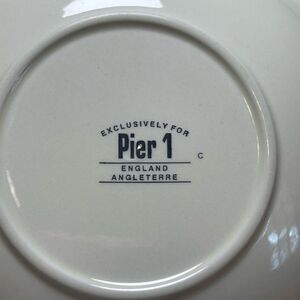 EXCLUSIVELY FOR
Pier 1
ENGLAND
ANGLETERRE
C